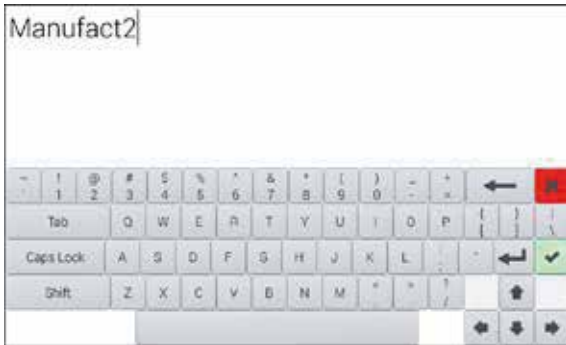 Manufact2
~ ! @ # $ % ^ & * ( ) _ +
` 1 2 3 4 5 6 7 8 9 0 - =
Tab Q W E R T Y U I O P { } |
[ ] \
Caps Lock A S D F G H J K L : "
; '
Shift Z X C V B N M < > ?
, . /